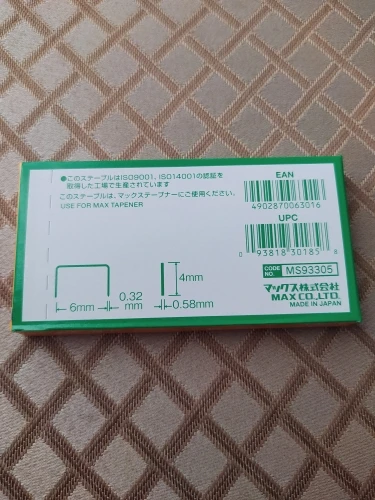 ●このステープルはISO9001、ISO14001の認証を
取得した工場で生産されています
このステープルは、マックステープナーにご使用ください。
USE FOR MAX TAPENER
EAN
4902870063016
UPC
0 93818 30185 8
CODE NO. MS93305
4mm
6mm
0.32 mm
0.58mm
マックス株式会社
MAX CO.,LTD.
MADE IN JAPAN